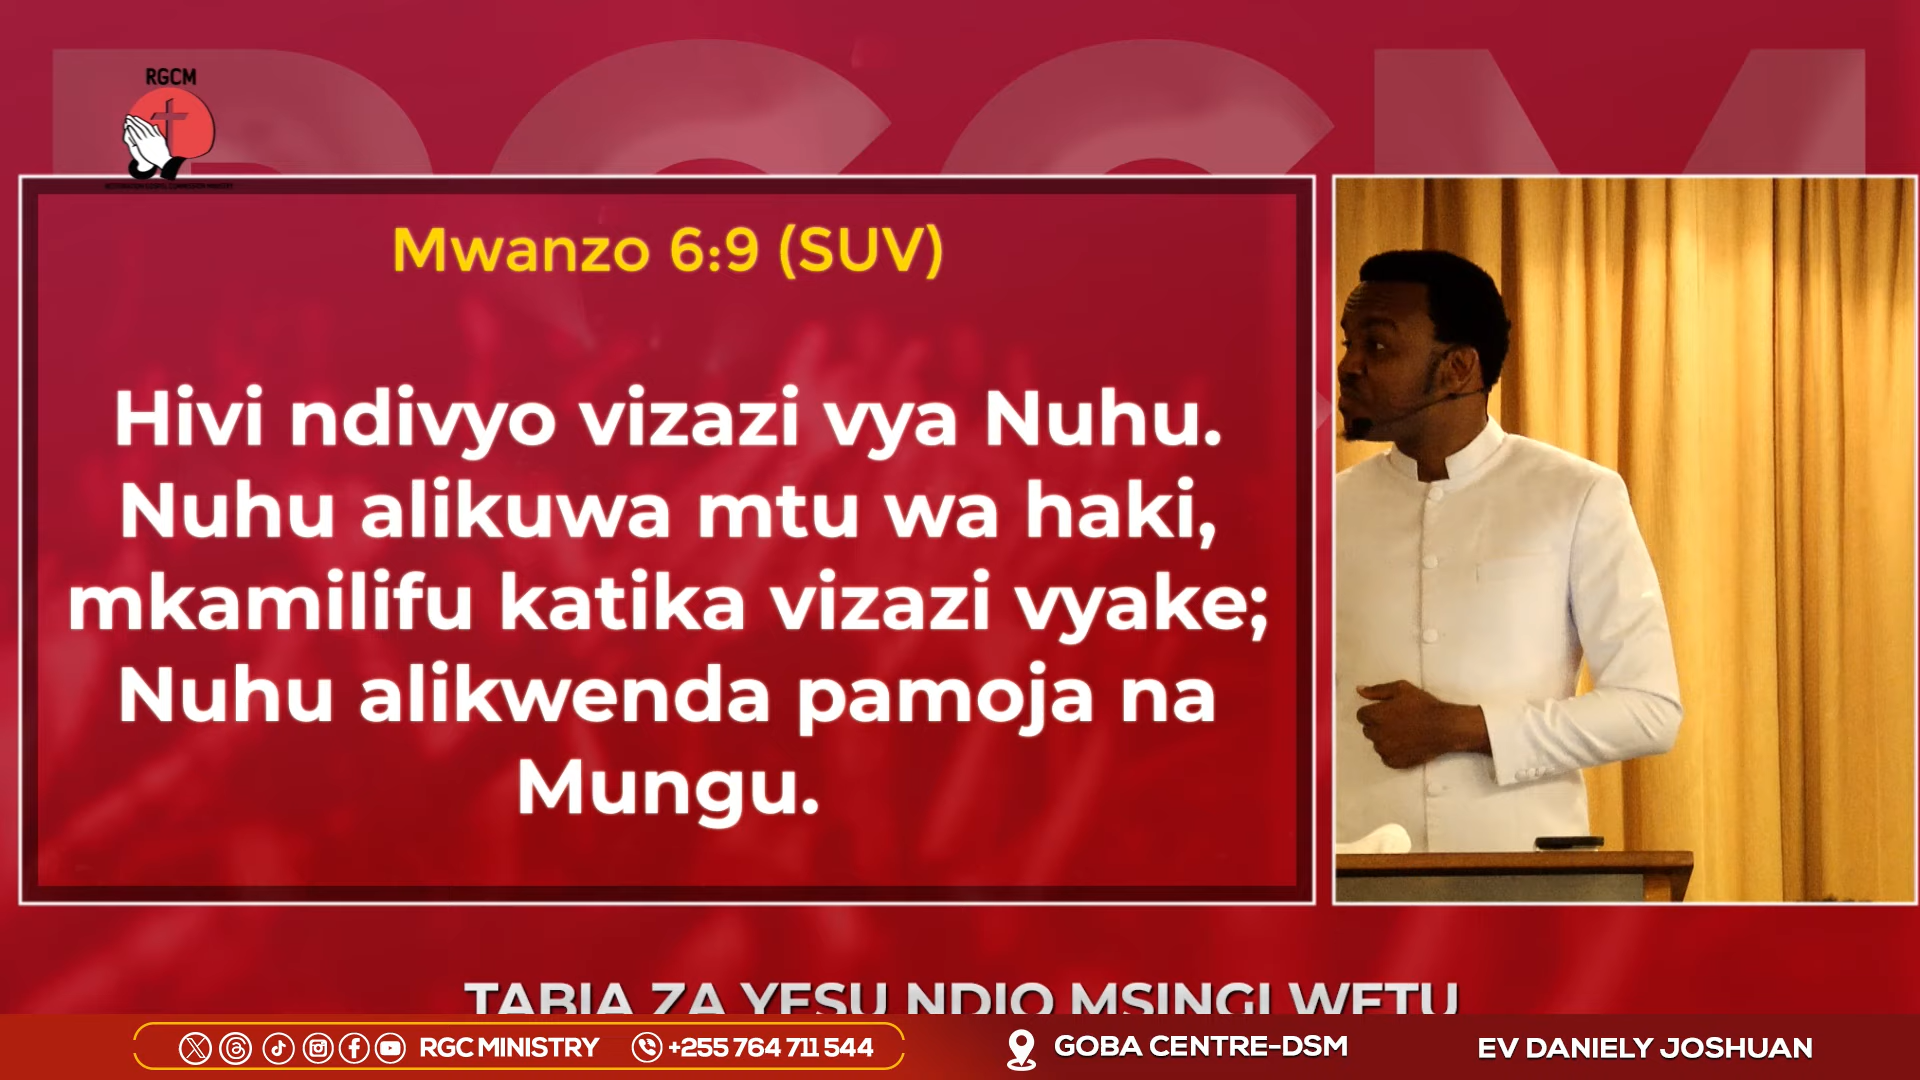 RGCM
RGCM
Mwanzo 6:9 (SUV)
Hivi ndivyo vizazi vya Nuhu.
Nuhu alikuwa mtu wa haki,
mkamilifu katika vizazi vyake;
Nuhu alikwenda pamoja na
Mungu.
TABIA ZA YESU NDIO MSINGI WETU
RGC MINISTRY +255 764 711 544 GOBA CENTRE-DSM EV DANIELY JOSHUAN